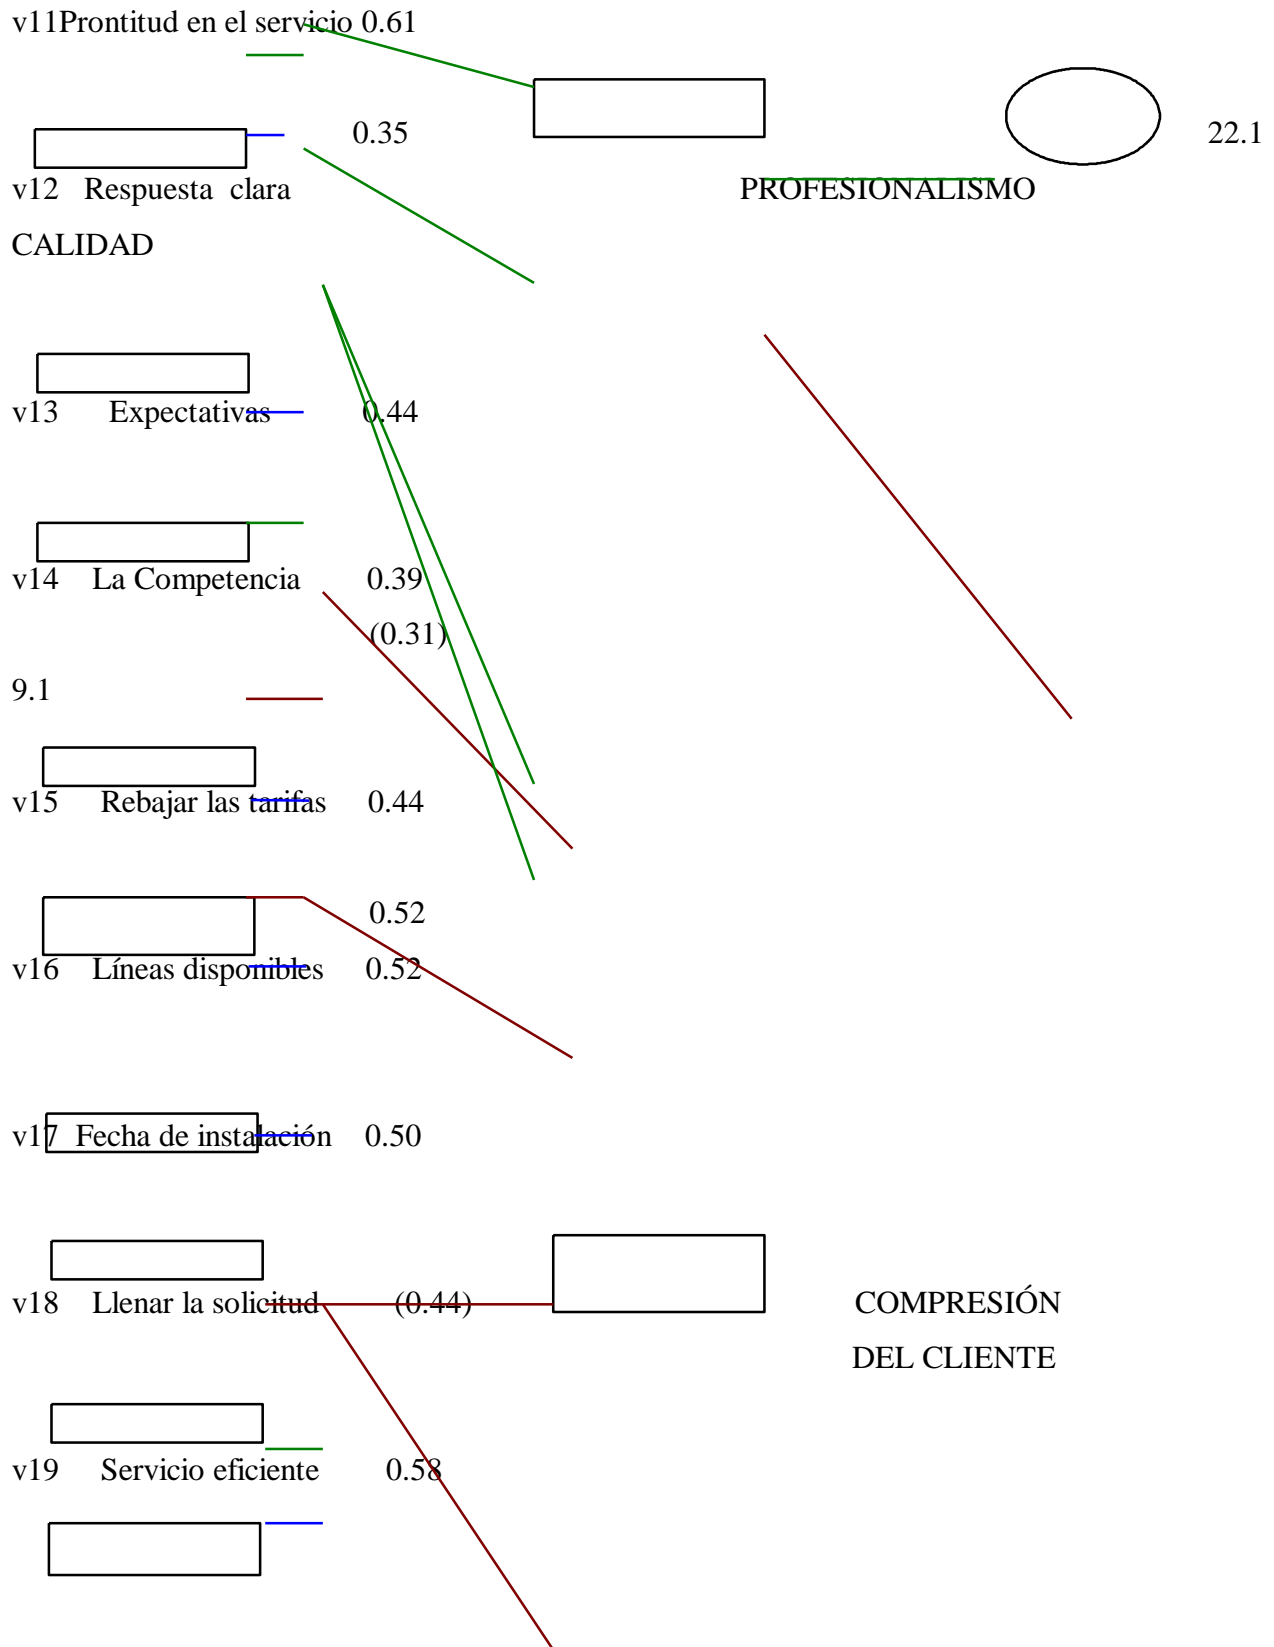 v11Prontitud en el servicio 0.61
0.35 22.1
v12 Respuesta clara PROFESIONALISMO
CALIDAD
v13 Expectativas 0.44
v14 La Competencia 0.39
(0.31)
9.1
v15 Rebajar las tarifas 0.44
0.52
v16 Líneas disponibles 0.52
v17 Fecha de instalación 0.50
v18 Llenar la solicitud (0.44) COMPRESIÓN
DEL CLIENTE
v19 Servicio eficiente 0.58